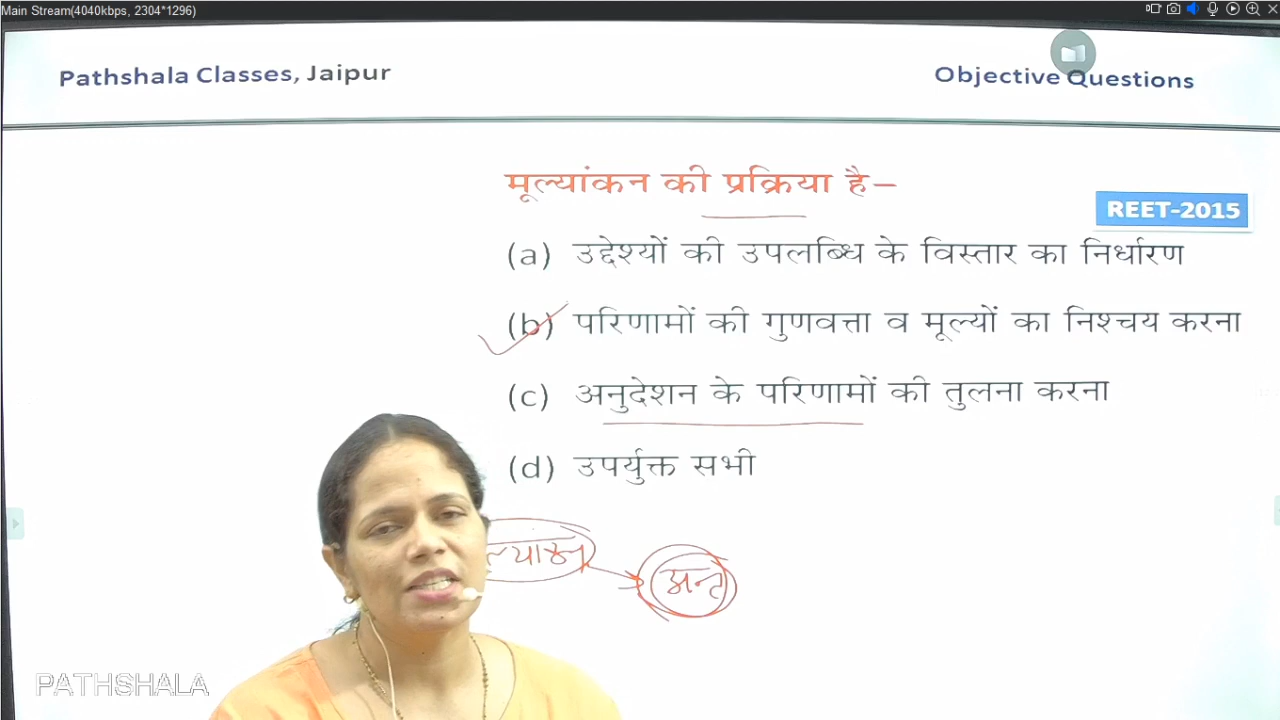 Main Stream(4040kbps, 2304*1296)
Pathshala Classes, Jaipur
Objective Questions
मूल्यांकन की प्रक्रिया है–
REET-2015
(a) उद्देश्यों की उपलब्धि के विस्तार का निर्धारण
(b) परिणामों की गुणवत्ता व मूल्यों का निश्चय करना
(c) अनुदेशन के परिणामों की तुलना करना
(d) उपर्युक्त सभी
अन्त
PATHSHALA